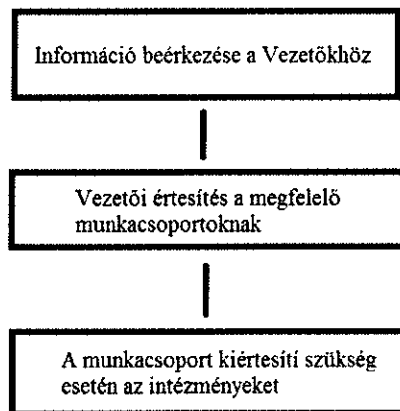 Információ beérkezése a Vezetőkhöz
Vezetői értesítés a megfelelő
munkacsoportoknak
A munkacsoport kiértesíti szükség
esetén az intézményeket